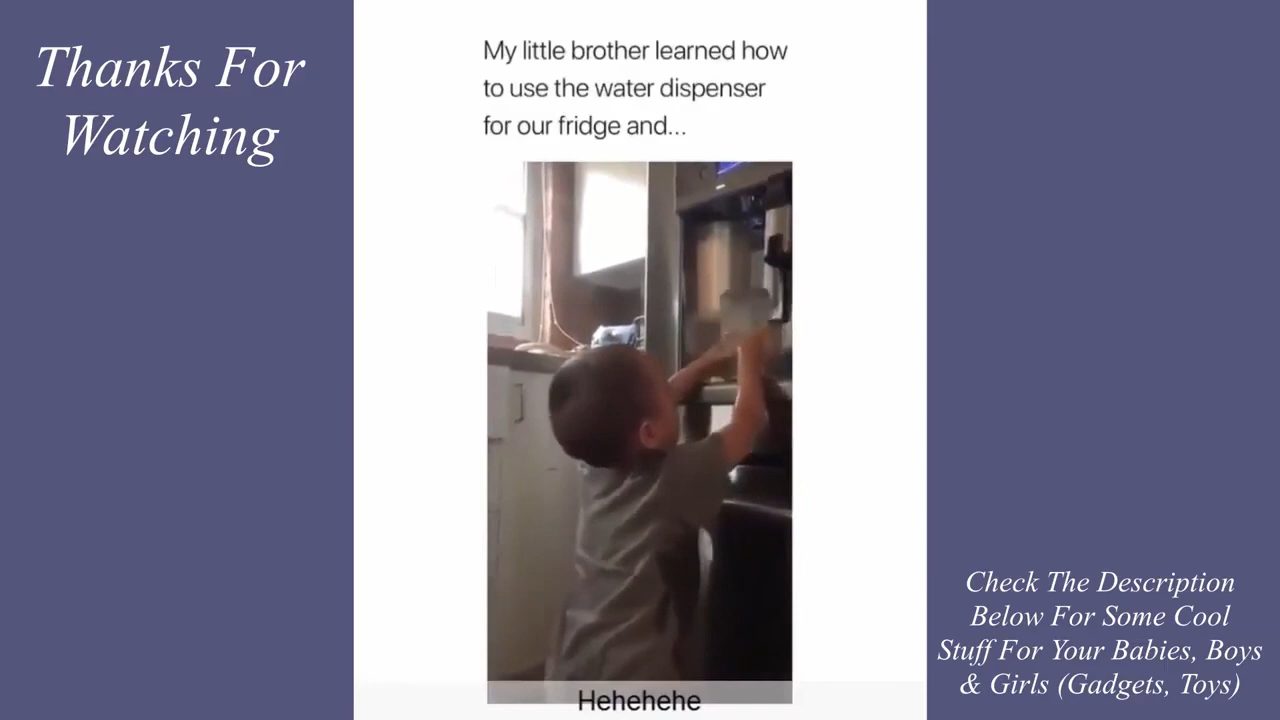 Thanks For
Watching
My little brother learned how
to use the water dispenser
for our fridge and...
Hehehehe
Check The Description
Below For Some Cool
Stuff For Your Babies, Boys
& Girls (Gadgets, Toys)